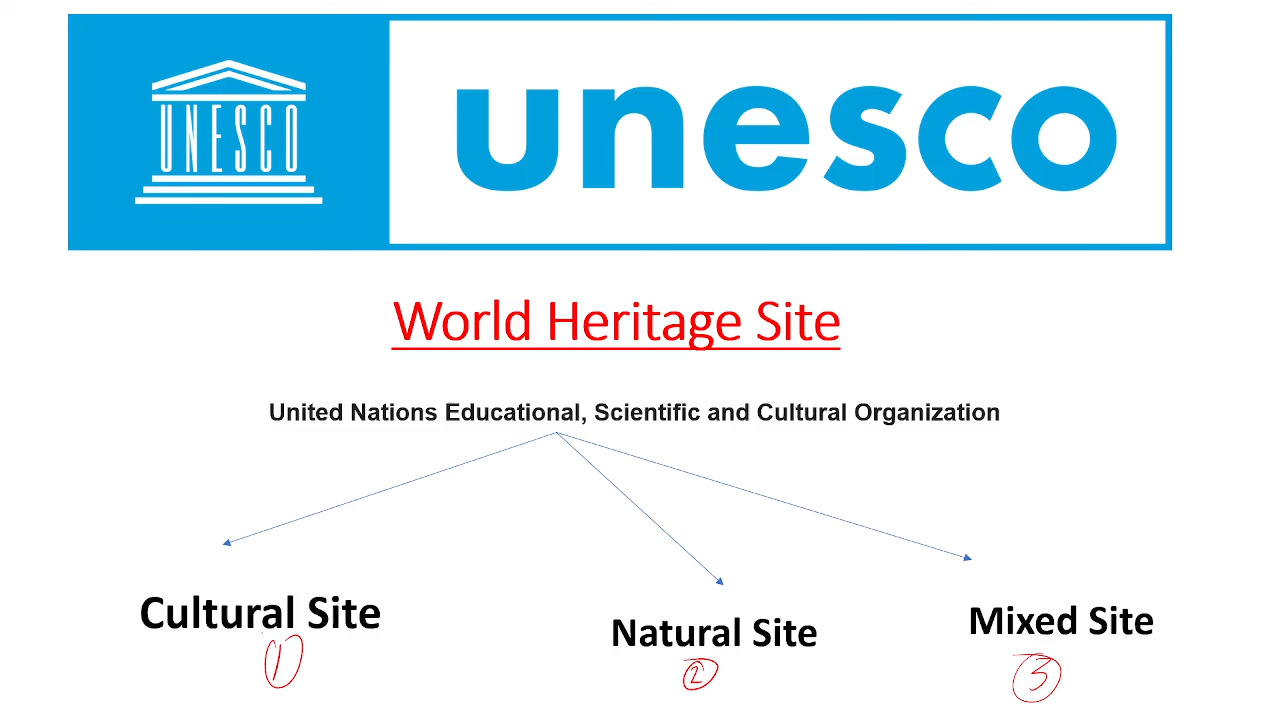 UNESCO
unesco
World Heritage Site
United Nations Educational, Scientific and Cultural Organization
Cultural Site
Natural Site
Mixed Site
1
2
3